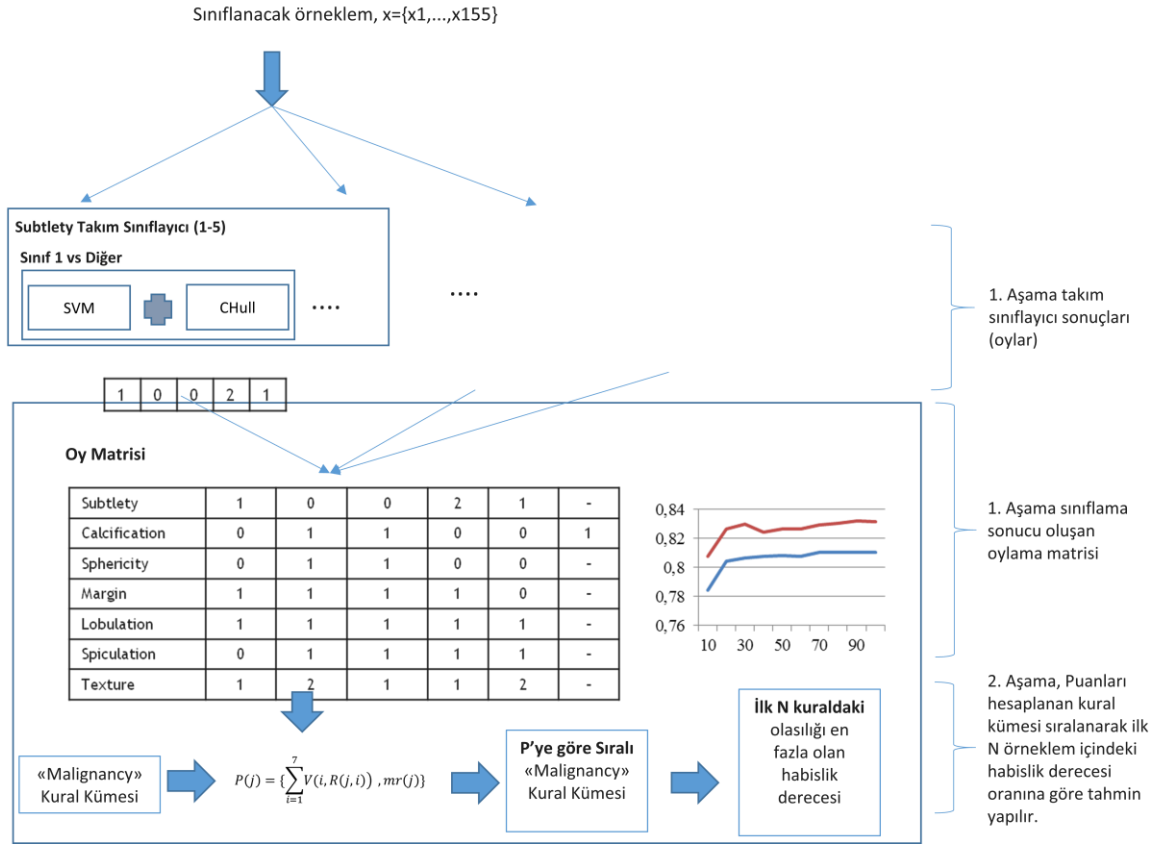 Sınıflanacak örneklem, x={x1,...,x155}
Subtlety Takım Sınıflayıcı (1-5)
Sınıf 1 vs Diğer
SVM
CHull
....
....
1. Aşama takım
sınıflayıcı sonuçları
(oylar)
1 0 0 2 1
Oy Matrisi
Subtlety 1 0 0 2 1 -
Calcification 0 1 1 0 0 1
Sphericity 0 1 1 0 0 -
Margin 1 1 1 1 0 -
Lobulation 1 1 1 1 1 -
Spiculation 0 1 1 1 1 -
Texture 1 2 1 1 2 -
0,84
0,82
0,8
0,78
0,76
10 30 50 70 90
1. Aşama sınıflama
sonucu oluşan
oylama matrisi
«Malignancy»
Kural Kümesi
P(j) = {∑_{i=1}^{7} V(i, R(j, i)) , mr(j)}
P'ye göre Sıralı
«Malignancy»
Kural Kümesi
İlk N kuraldaki
olasılığı en
fazla olan
habislik
derecesi
2. Aşama, Puanları
hesaplanan kural
kümesi sıralanarak ilk
N örneklem içindeki
habislik derecesi
oranına göre tahmin
yapılır.